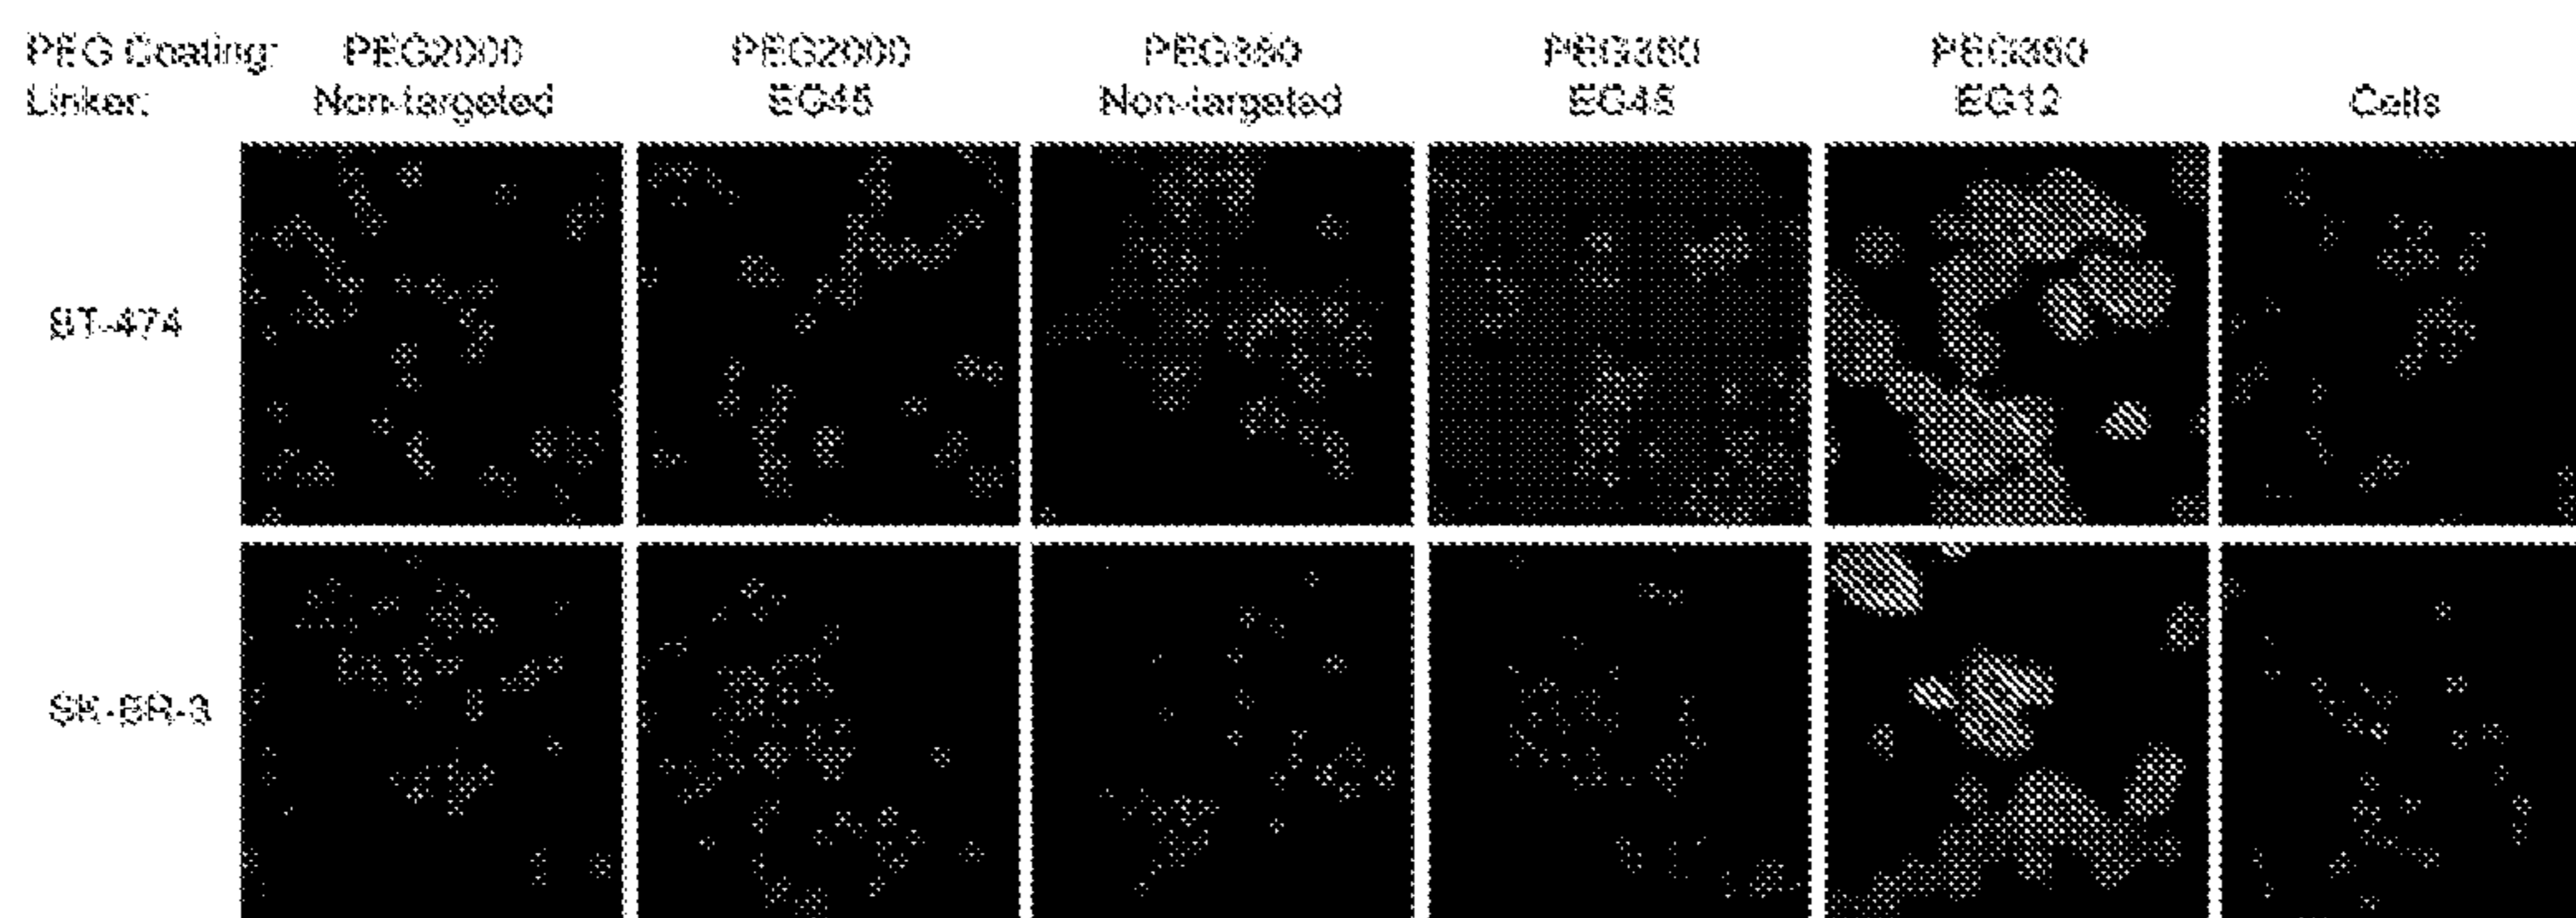 PEG Coating: PEG2000 PEG2000 PEG350 PEG350 PEG350
Linker: Non-targeted EG45 Non-targeted EG45 EG12 Cells
BT-474
SK-BR-3